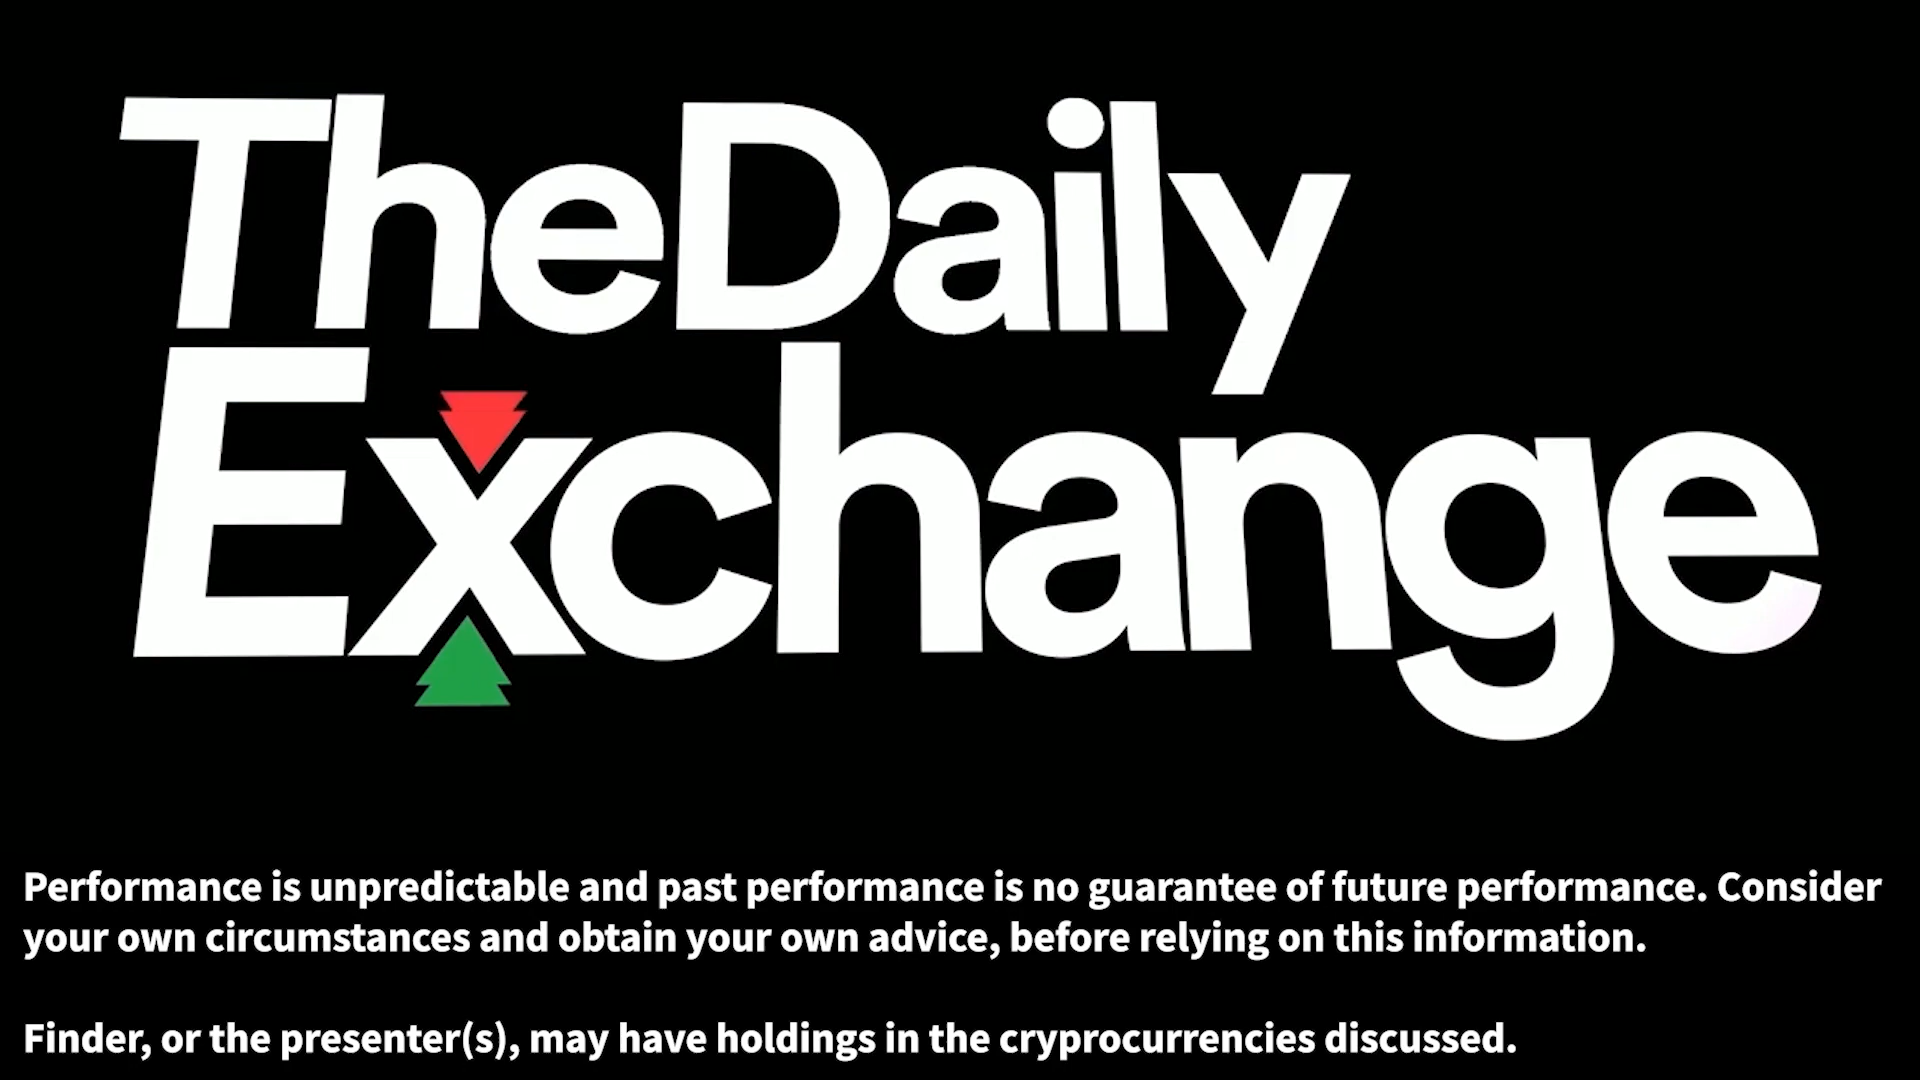 The Daily
Exchange
Performance is unpredictable and past performance is no guarantee of future performance. Consider
your own circumstances and obtain your own advice, before relying on this information.
Finder, or the presenter(s), may have holdings in the cryprocurrencies discussed.